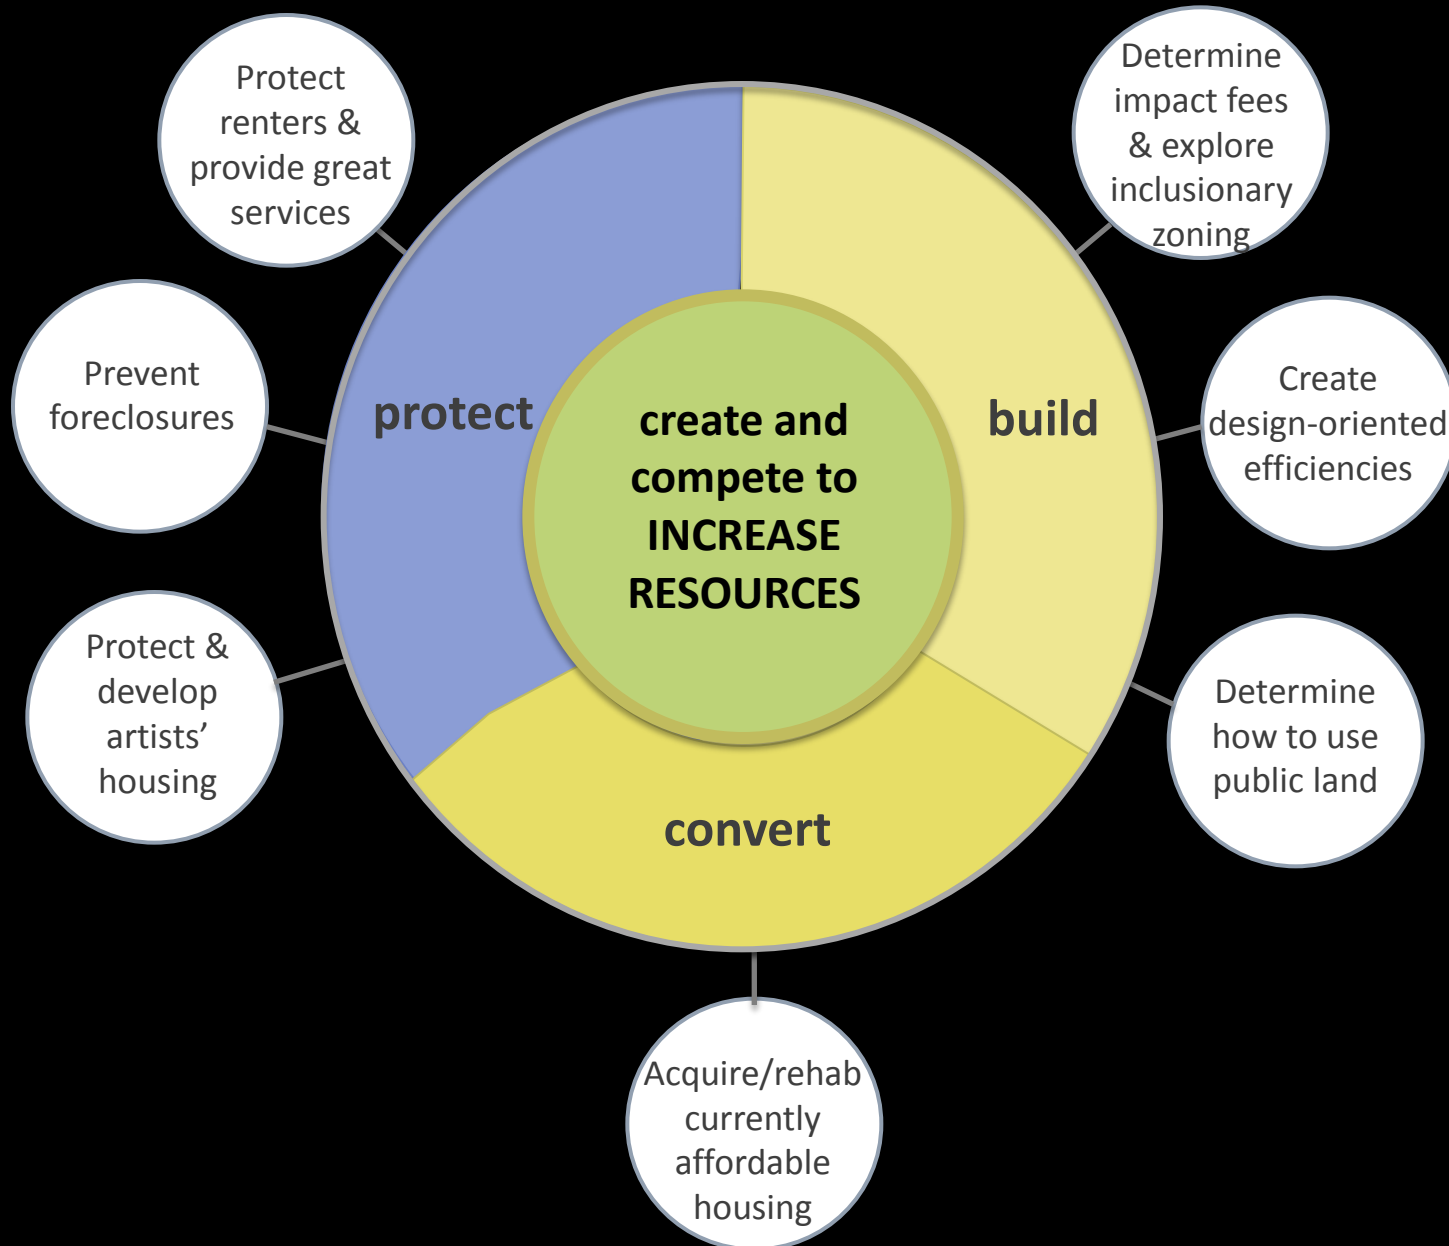 Protect
renters &
provide great
services
Prevent
foreclosures
Protect &
develop
artists’
housing
protect
create and
compete to
INCREASE
RESOURCES
build
convert
Determine
impact fees
& explore
inclusionary
zoning
Create
design-oriented
efficiencies
Determine
how to use
public land
Acquire/rehab
currently
affordable
housing